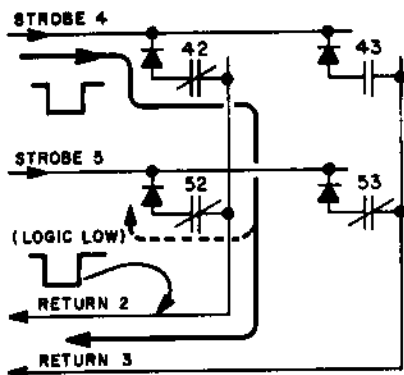 STROBE 4
42
43
STROBE 5
52
53
(LOGIC LOW)
RETURN 2
RETURN 3